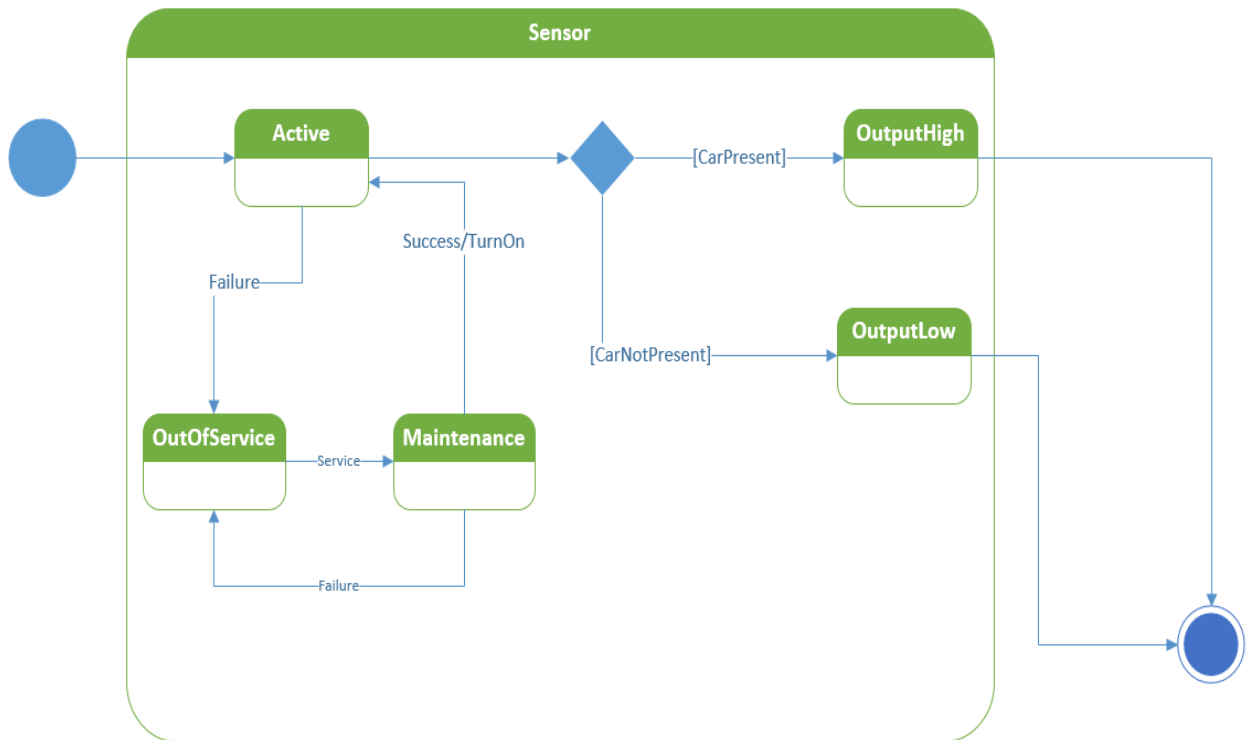 Sensor
Active
OutputHigh
[CarPresent]
Success/TurnOn
Failure
OutputLow
[CarNotPresent]
OutOfService
Maintenance
Service
Failure